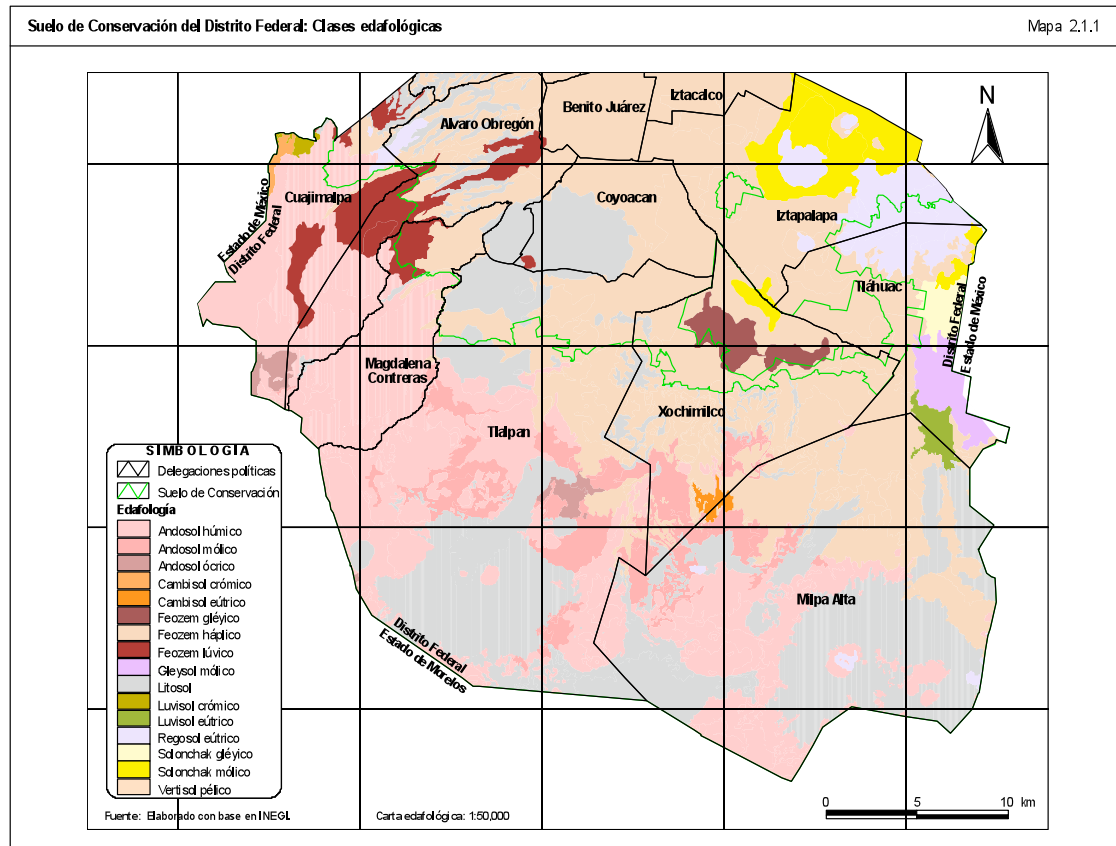 Suelo de Conservación del Distrito Federal: Clases edafológicas
Mapa 2.1.1
N
Iztacalco
Benito Juárez
Alvaro Obregón
Cuajimalpa
Coyoacan
Iztapalapa
Estado de México
Distrito Federal
Tláhuac
Distrito Federal
Estado de México
Magdalena
Contreras
Xochimilco
Tlalpan
Milpa Alta
Distrito Federal
Estado de Morelos
SIMBOLOGÍA
Delegaciones políticas
Suelo de Conservación
Edafología
Andosol húmico
Andosol mólico
Andosol ócrico
Cambisol crómico
Cambisol eútrico
Feozem gléyico
Feozem háplico
Feozem lúvico
Gleysol mólico
Litosol
Luvisol crómico
Luvisol eútrico
Regosol eútrico
Solonchak gléyico
Solonchak mólico
Vertisol pélico
0 5 10 km
Fuente: Elaborado con base en INEGI.
Carta edafológica: 1:50,000